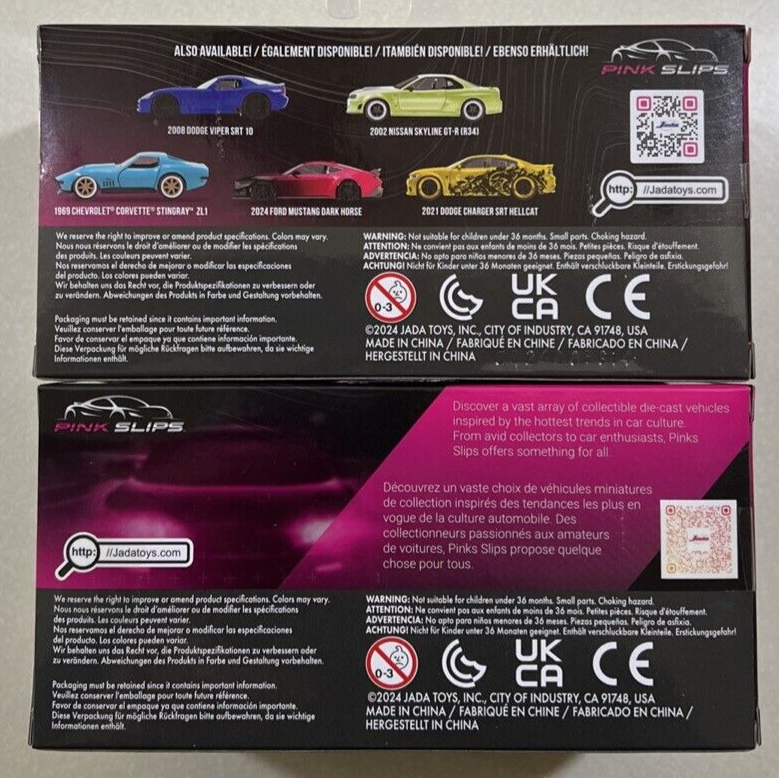 ALSO AVAILABLE! / ÉGALEMENT DISPONIBLE! / ITAMBIÉN DISPONIBLE! / EBENSO ERHÄLTLICH!
PINK SLIPS
2008 DODGE VIPER SRT 10
2002 NISSAN SKYLINE GT-R (R34)
http: //Jadatoys.com/
1969 CHEVROLET® CORVETTE® STINGRAY™ ZL1
2024 FORD MUSTANG DARK HORSE
2021 DODGE CHARGER SRT HELLCAT
We reserve the right to improve or amend product specifications. Colors may vary.
Nous nous réservons le droit d'améliorer ou de modifier les spécifications
des produits. Les couleurs peuvent varier.
Nos reservamos el derecho de mejorar o modificar las especificaciones
del producto. Los colores pueden variar.
Wir behalten uns das Recht vor, die Produktspezifikationen zu verbessern oder
zu verändern. Abweichungen des Produkts in Farbe und Gestaltung vorbehalten.
Packaging must be retained since it contains important information.
Veuillez conserver l'emballage pour toute future référence.
Favor de conservar el empaque ya que contiene información importante.
Diese Verpackung für mögliche Rückfragen bitte aufbewahren, da sie wichtige
Informationen enthält.
WARNING: Not suitable for children under 36 months. Small parts. Choking hazard.
ATTENTION: Ne convient pas aux enfants de moins de 36 mois. Petites pièces. Risque d'étouffement.
ADVERTENCIA: No apto para niños menores de 36 meses. Piezas pequeñas. Peligro de asfixia.
ACHTUNG! Nicht für Kinder unter 36 Monaten geeignet. Enthält verschluckbare Kleinteile. Erstickungsgefahr!
0-3
UK
CA
CE
©2024 JADA TOYS, INC., CITY OF INDUSTRY, CA 91748, USA
MADE IN CHINA / FABRIQUÉ EN CHINE / FABRICADO EN CHINA /
HERGESTELLT IN CHINA
PINK SLIPS
Discover a vast array of collectible die-cast vehicles
inspired by the hottest trends in car culture.
From avid collectors to car enthusiasts, Pinks
Slips offers something for all.
Découvrez un vaste choix de véhicules miniatures
de collection inspirés des tendances les plus en
vogue de la culture automobile. Des
collectionneurs passionnés aux amateurs
de voitures, Pinks Slips propose quelque
chose pour tous.
Jada
http: //Jadatoys.com/
We reserve the right to improve or amend product specifications. Colors may vary.
Nous nous réservons le droit d'améliorer ou de modifier les spécifications
des produits. Les couleurs peuvent varier.
Nos reservamos el derecho de mejorar o modificar las especificaciones
del producto. Los colores pueden variar.
Wir behalten uns das Recht vor, die Produktspezifikationen zu verbessern oder
zu verändern. Abweichungen des Produkts in Farbe und Gestaltung vorbehalten.
Packaging must be retained since it contains important information.
Veuillez conserver l'emballage pour toute future référence.
Favor de conservar el empaque ya que contiene información importante.
Diese Verpackung für mögliche Rückfragen bitte aufbewahren, da sie wichtige
Informationen enthält.
WARNING: Not suitable for children under 36 months. Small parts. Choking hazard.
ATTENTION: Ne convient pas aux enfants de moins de 36 mois. Petites pièces. Risque d'étouffement.
ADVERTENCIA: No apto para niños menores de 36 meses. Piezas pequeñas. Peligro de asfixia.
ACHTUNG! Nicht für Kinder unter 36 Monaten geeignet. Enthält verschluckbare Kleinteile. Erstickungsgefahr!
0-3
UK
CA
CE
©2024 JADA TOYS, INC., CITY OF INDUSTRY, CA 91748, USA
MADE IN CHINA / FABRIQUÉ EN CHINE / FABRICADO EN CHINA /
HERGESTELLT IN CHINA